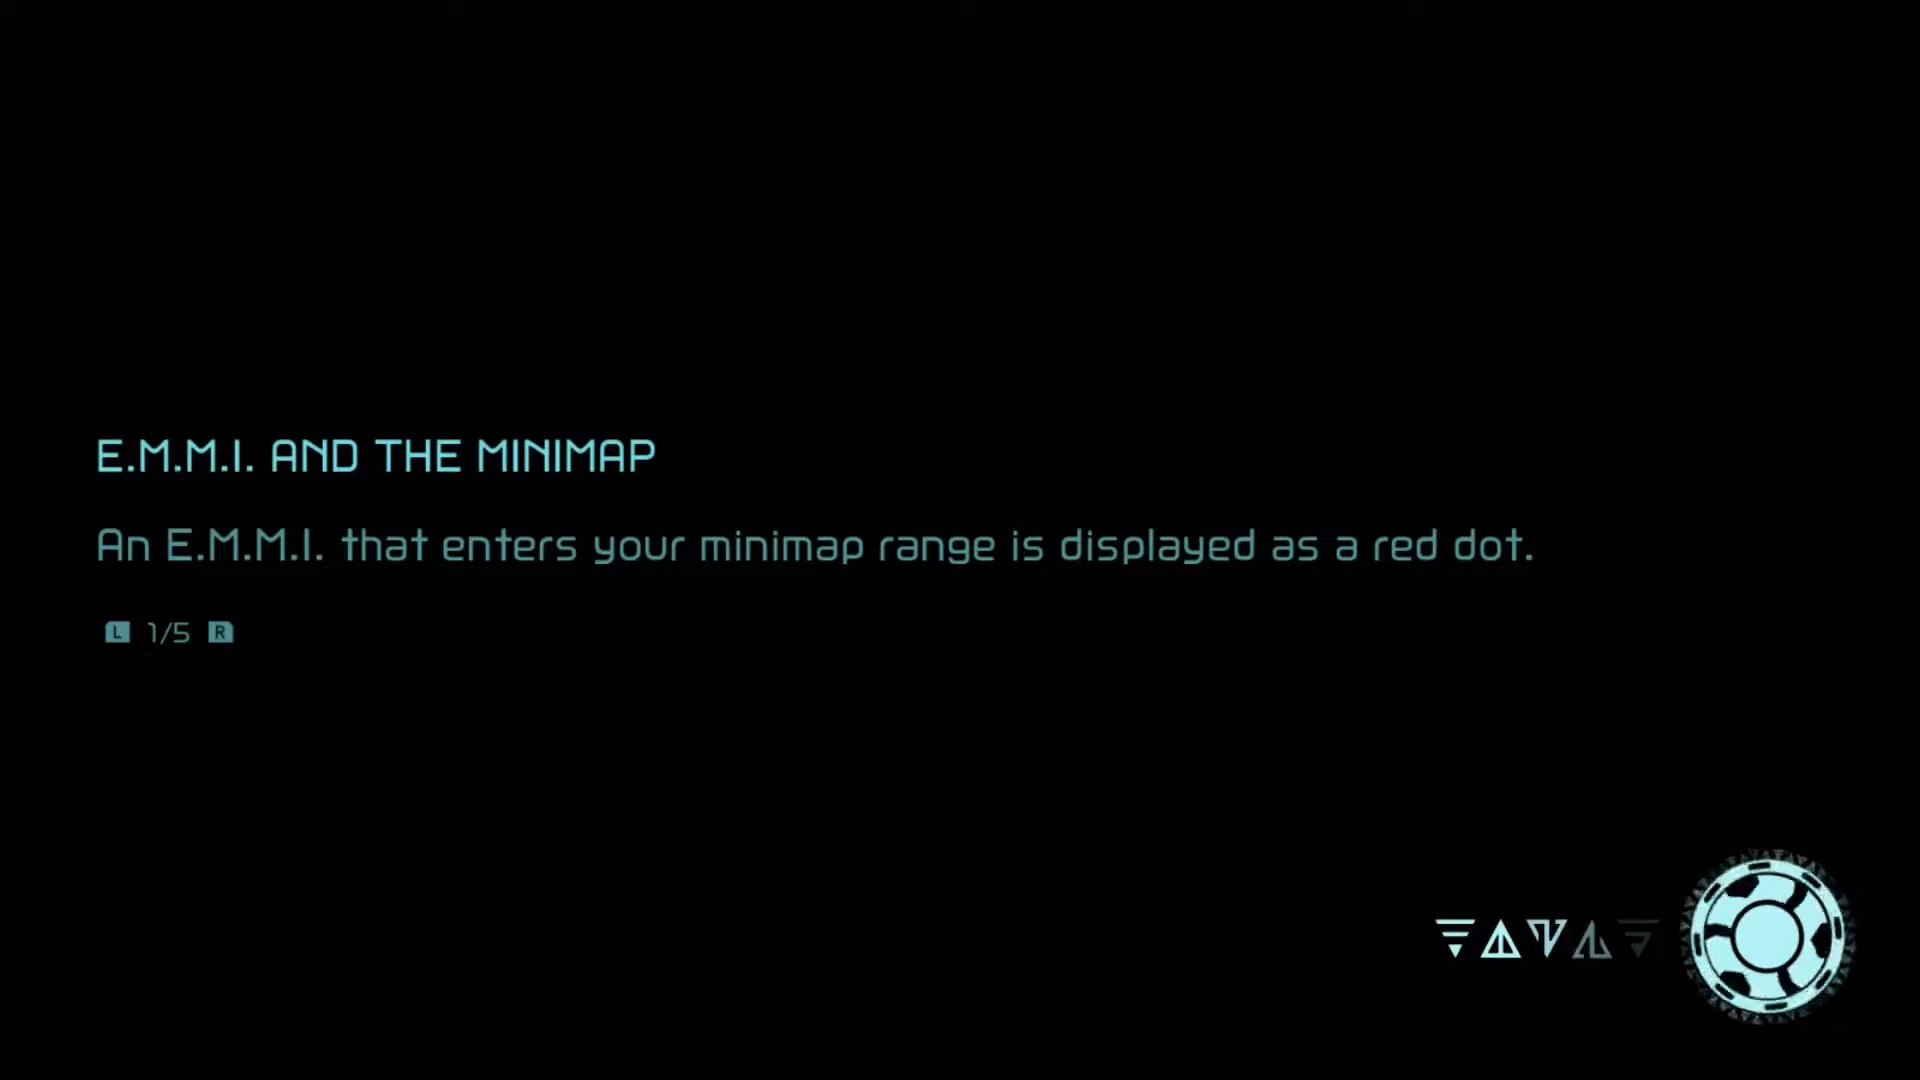 E.M.M.I. AND THE MINIMAP
An E.M.M.I. that enters your minimap range is displayed as a red dot.
L 1/5 R